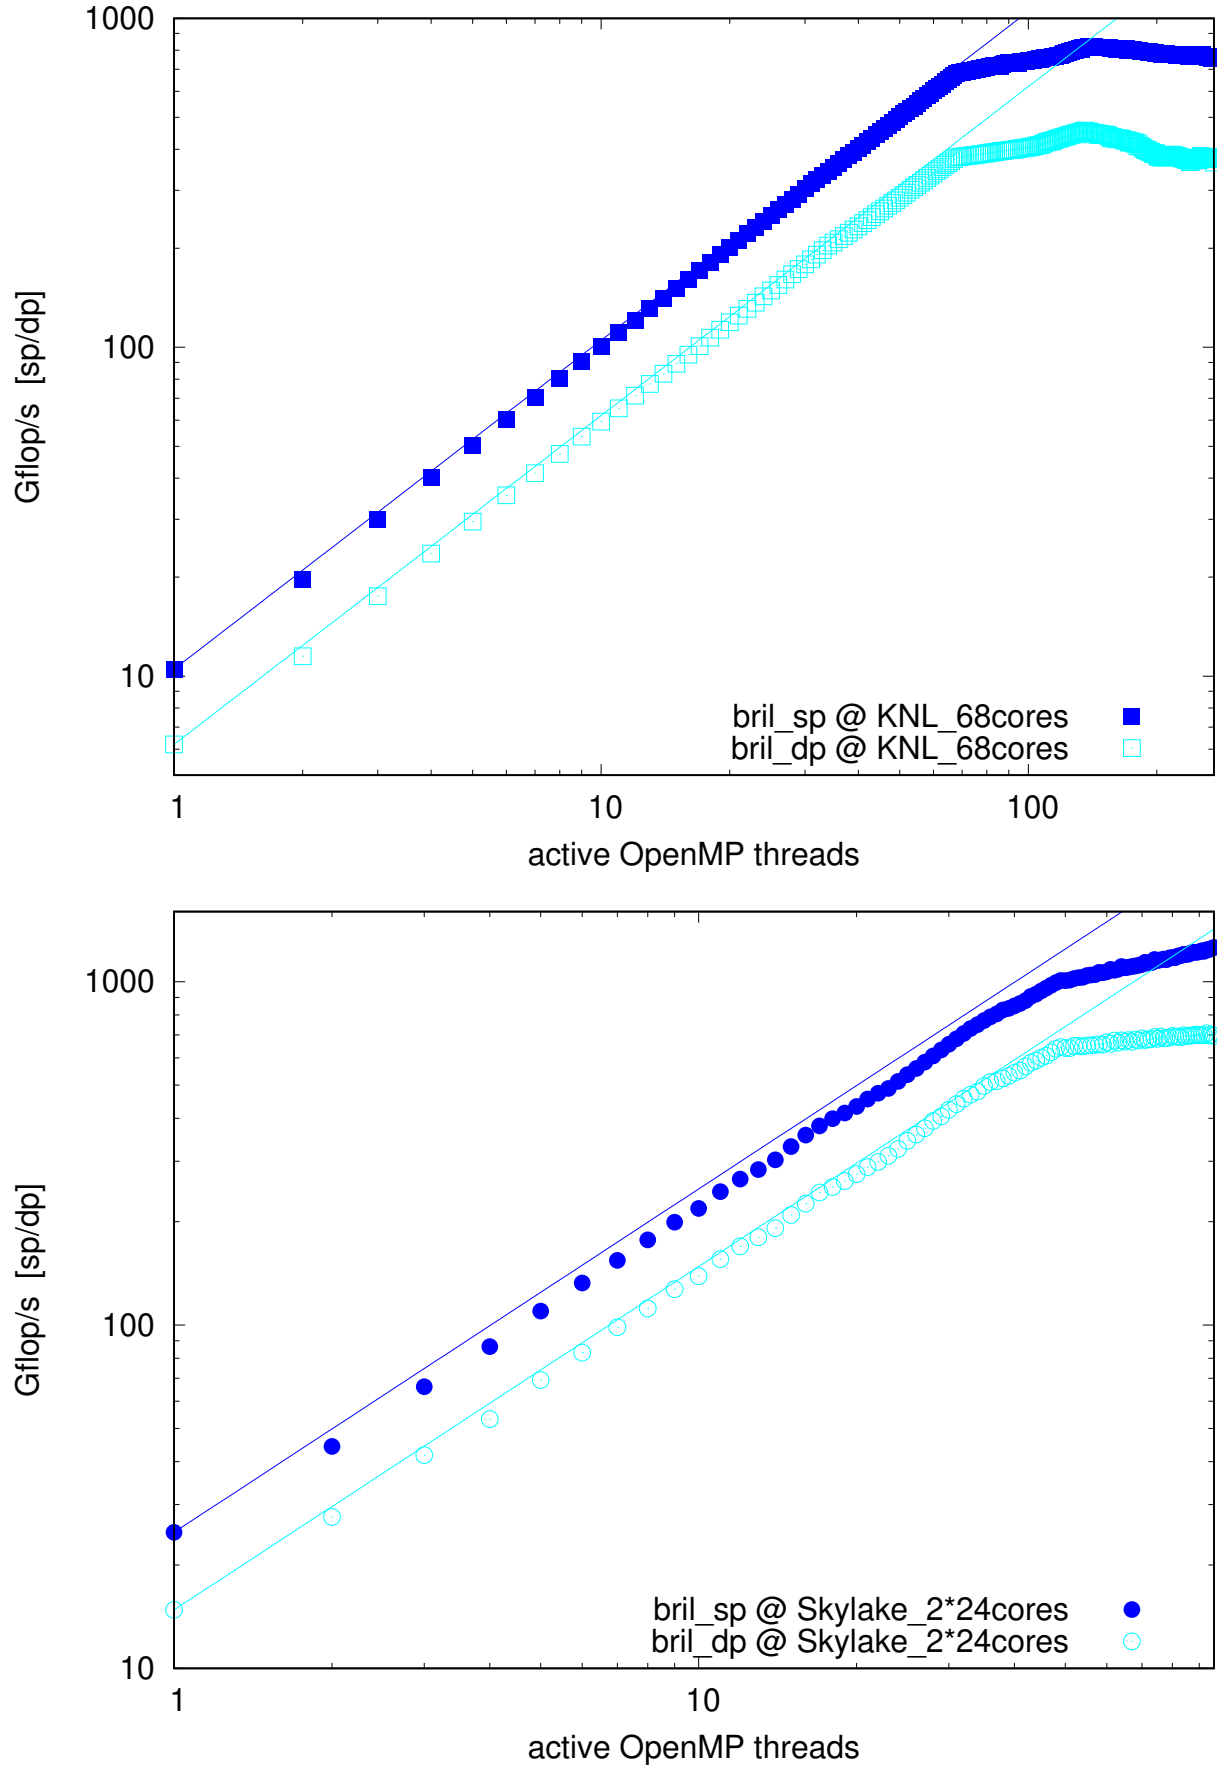 1000
100
10
Gflop/s [sp/dp]
bril_sp @ KNL_68cores
bril_dp @ KNL_68cores
1 10 100
active OpenMP threads
1000
100
10
Gflop/s [sp/dp]
bril_sp @ Skylake_2*24cores
bril_dp @ Skylake_2*24cores
1 10
active OpenMP threads